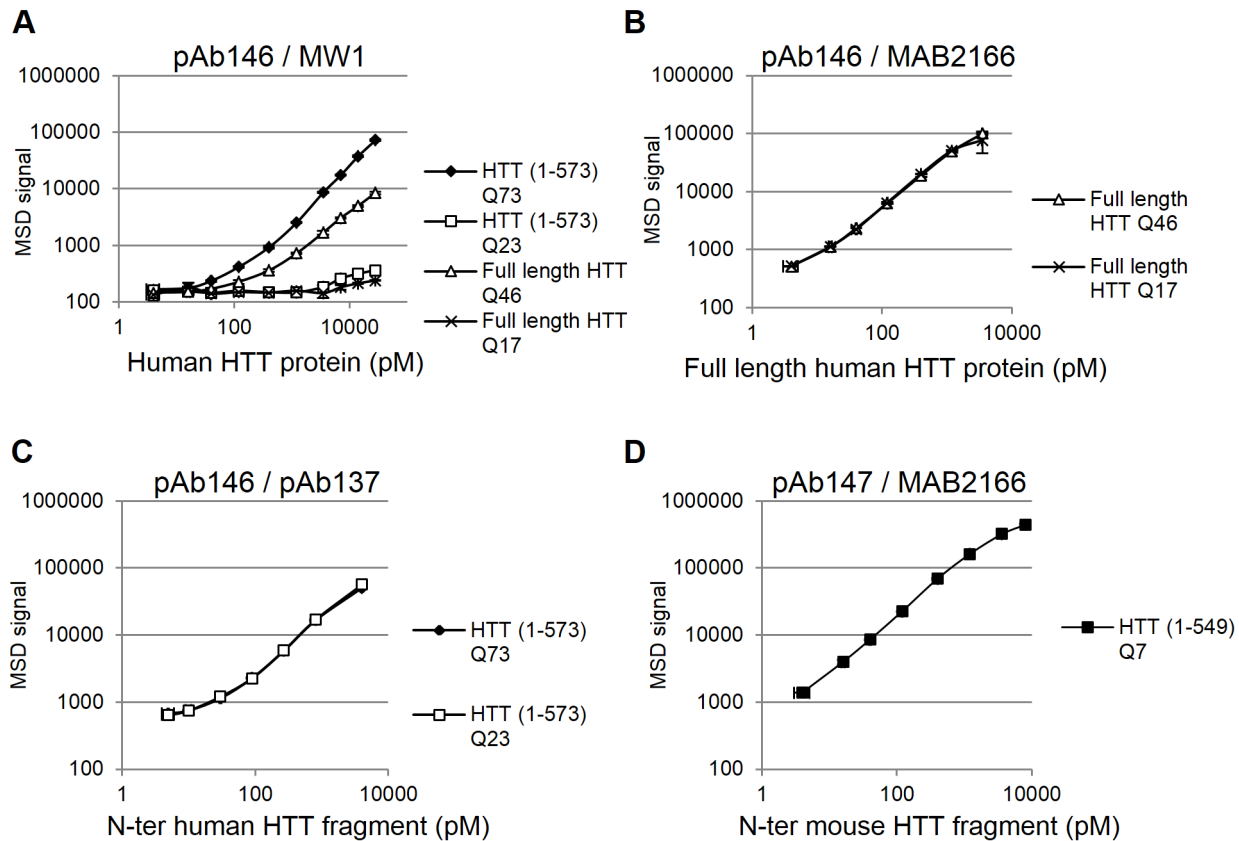 A
pAb146 / MW1
1000000
100000
10000
1000
100
MSD signal
1
100
10000
Human HTT protein (pM)
HTT (1-573)
Q73
HTT (1-573)
Q23
Full length HTT
Q46
Full length HTT
Q17
B
pAb146 / MAB2166
1000000
100000
10000
1000
100
MSD signal
1
100
10000
Full length human HTT protein (pM)
Full length
HTT Q46
Full length
HTT Q17
C
pAb146 / pAb137
1000000
100000
10000
1000
100
MSD signal
1
100
10000
N-ter human HTT fragment (pM)
HTT (1-573)
Q73
HTT (1-573)
Q23
D
pAb147 / MAB2166
1000000
100000
10000
1000
100
MSD signal
1
100
10000
N-ter mouse HTT fragment (pM)
HTT (1-549)
Q7